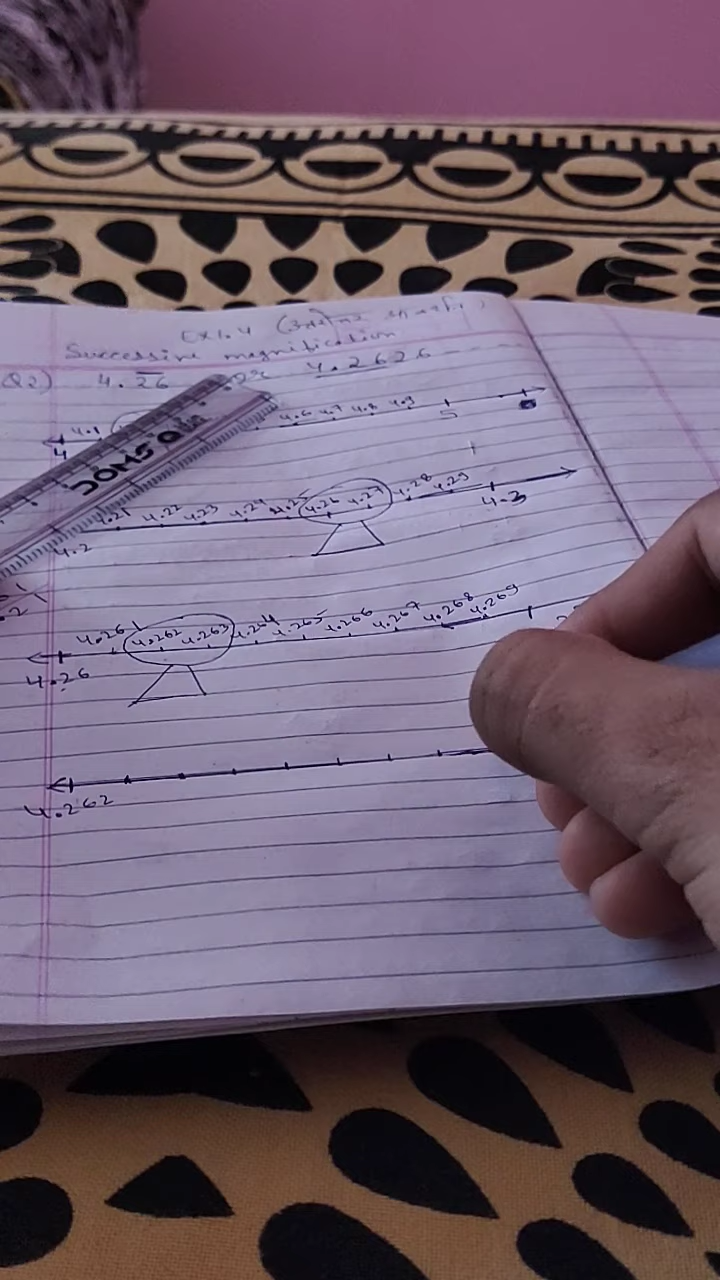 Ex 1.4
Successive magnification
Q2) 4.26 4.2626 - - -
4.1 4.6 4.7 4.8 4.9
4 5
DOMS
4.21 4.22 4.23 4.24 4.25 4.26 4.27 4.28 4.29
4.2 4.3
4.261 4.262 4.263 4.264 4.265 4.266 4.267 4.268 4.269
4.26
4.262